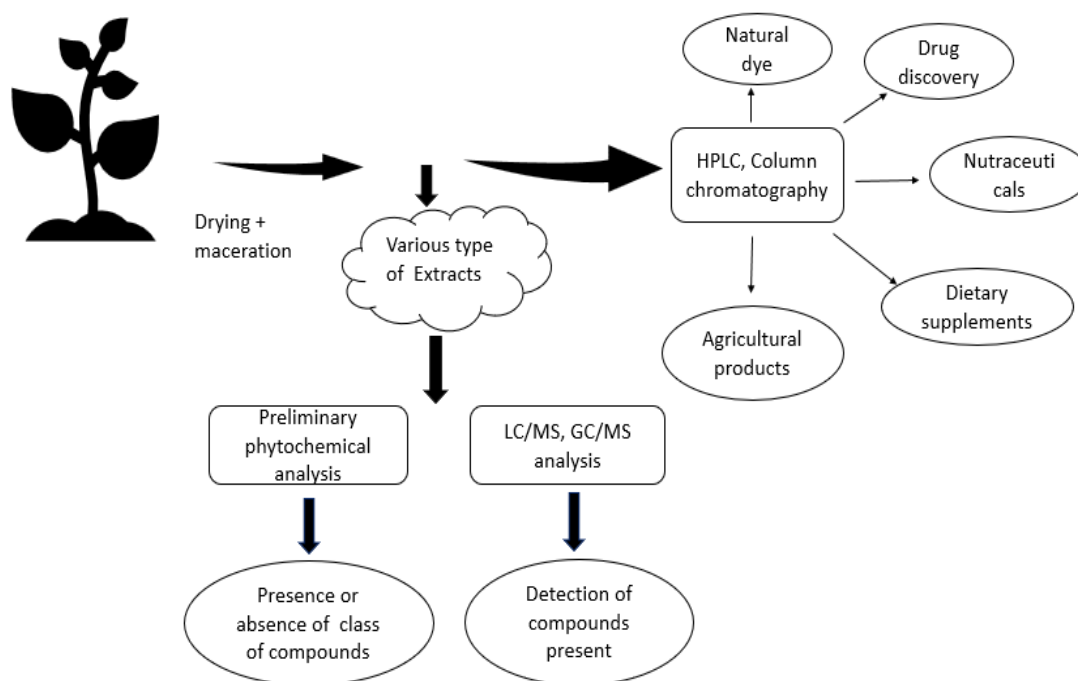 Natural
dye
Drug
discovery
HPLC, Column
chromatography
Nutraceuti
cals
Drying +
maceration
Various type
of Extracts
Dietary
supplements
Agricultural
products
Preliminary
phytochemical
analysis
LC/MS, GC/MS
analysis
Presence or
absence of class
of compounds
Detection of
compounds
present